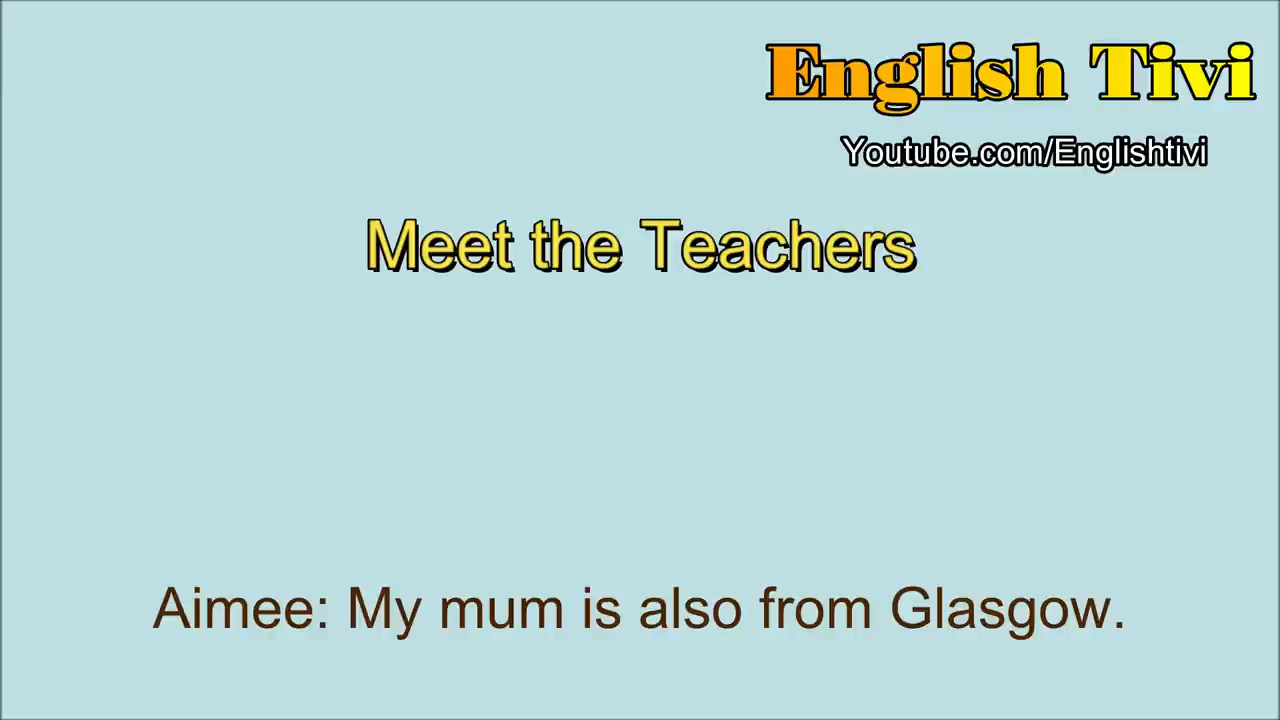 English Tivi
Youtube.com/Englishtivi
Meet the Teachers
Aimee: My mum is also from Glasgow.